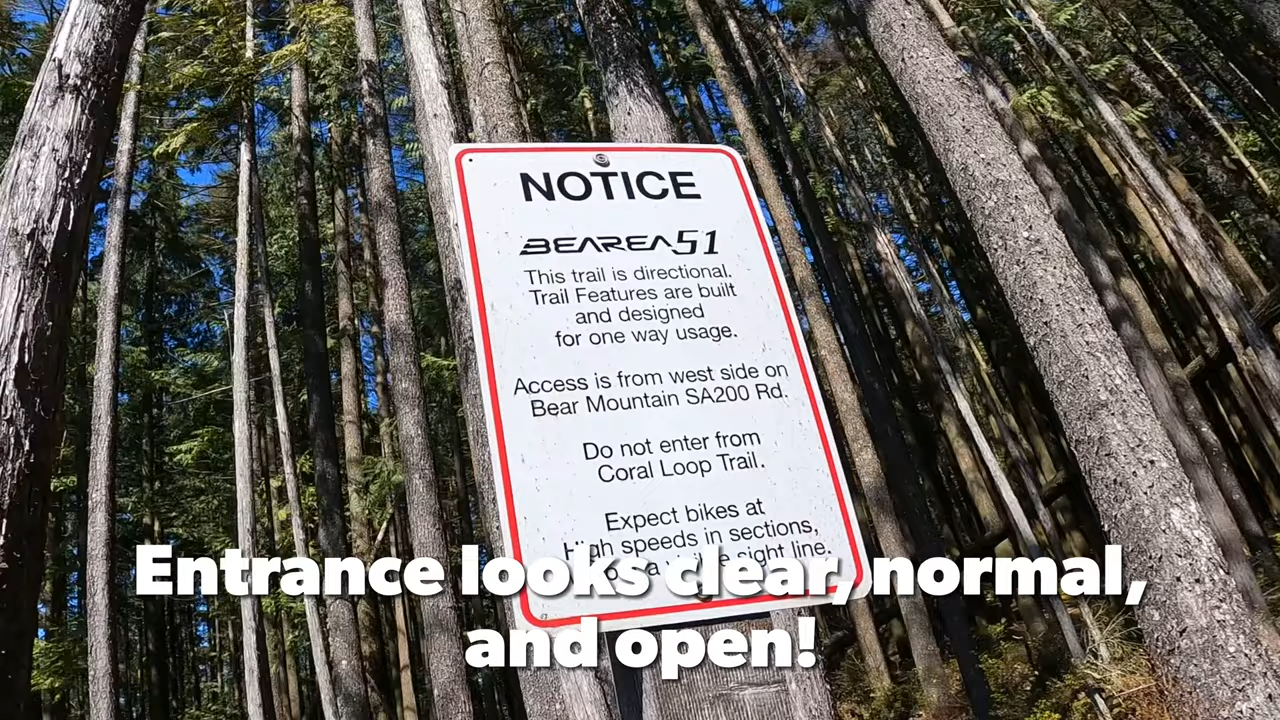 NOTICE
BEAREA51
This trail is directional.
Trail Features are built
and designed
for one way usage.
Access is from west side on
Bear Mountain SA200 Rd.
Do not enter from
Coral Loop Trail.
Expect bikes at
High speeds in sections,
sight line.
Entrance looks clear, normal,
and open!